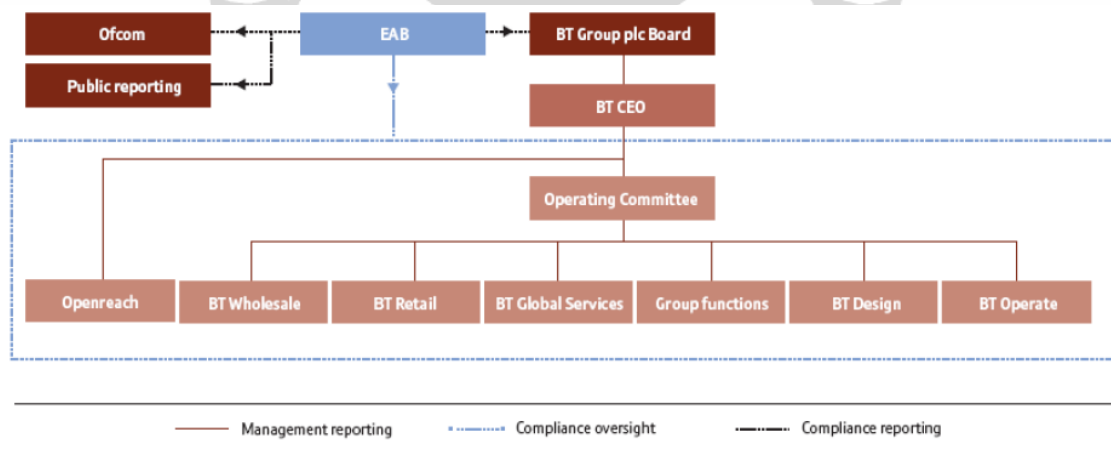 Ofcom
EAB
BT Group plc Board
Public reporting
BT CEO
Operating Committee
Openreach
BT Wholesale
BT Retail
BT Global Services
Group functions
BT Design
BT Operate
Management reporting
Compliance oversight
Compliance reporting